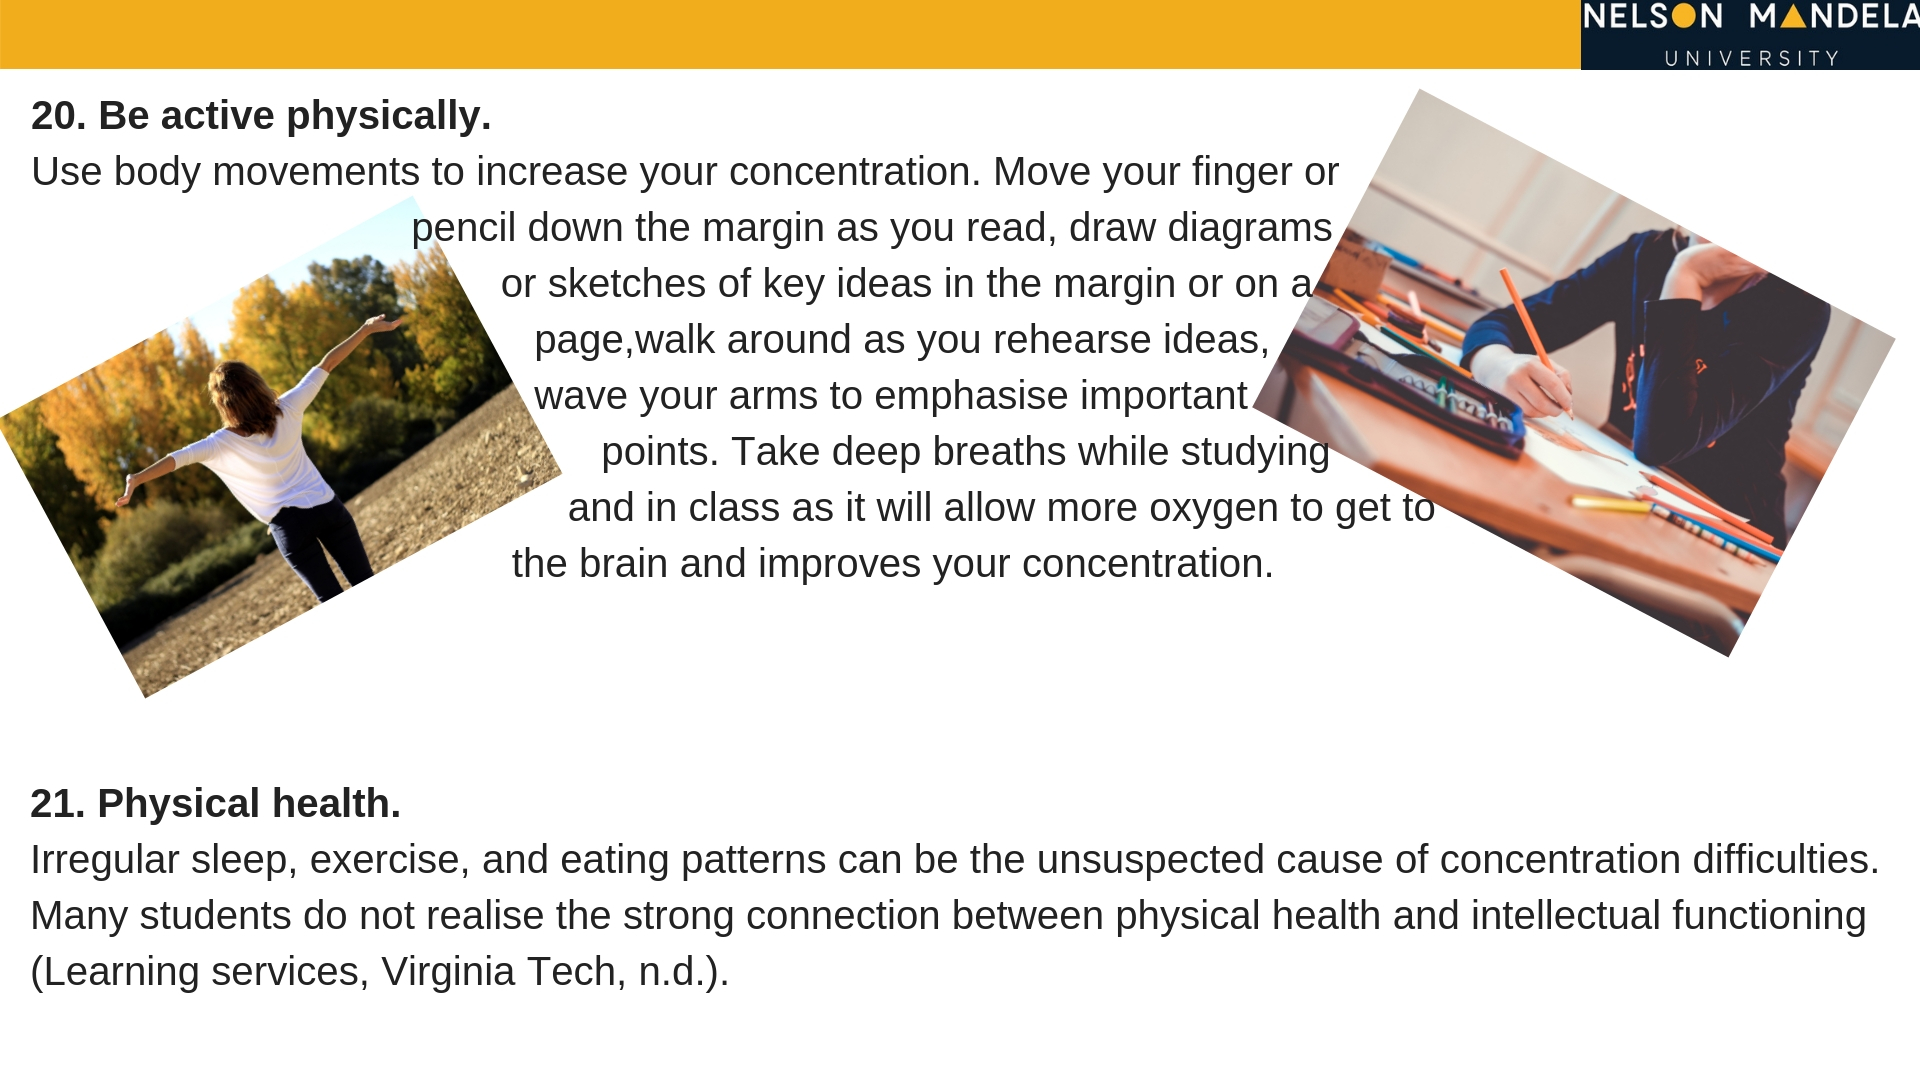 NELSON MANDELA
UNIVERSITY
20. Be active physically.
Use body movements to increase your concentration. Move your finger or
pencil down the margin as you read, draw diagrams
or sketches of key ideas in the margin or on a
page,walk around as you rehearse ideas,
wave your arms to emphasise important
points. Take deep breaths while studying
and in class as it will allow more oxygen to get to
the brain and improves your concentration.
21. Physical health.
Irregular sleep, exercise, and eating patterns can be the unsuspected cause of concentration difficulties.
Many students do not realise the strong connection between physical health and intellectual functioning
(Learning services, Virginia Tech, n.d.).